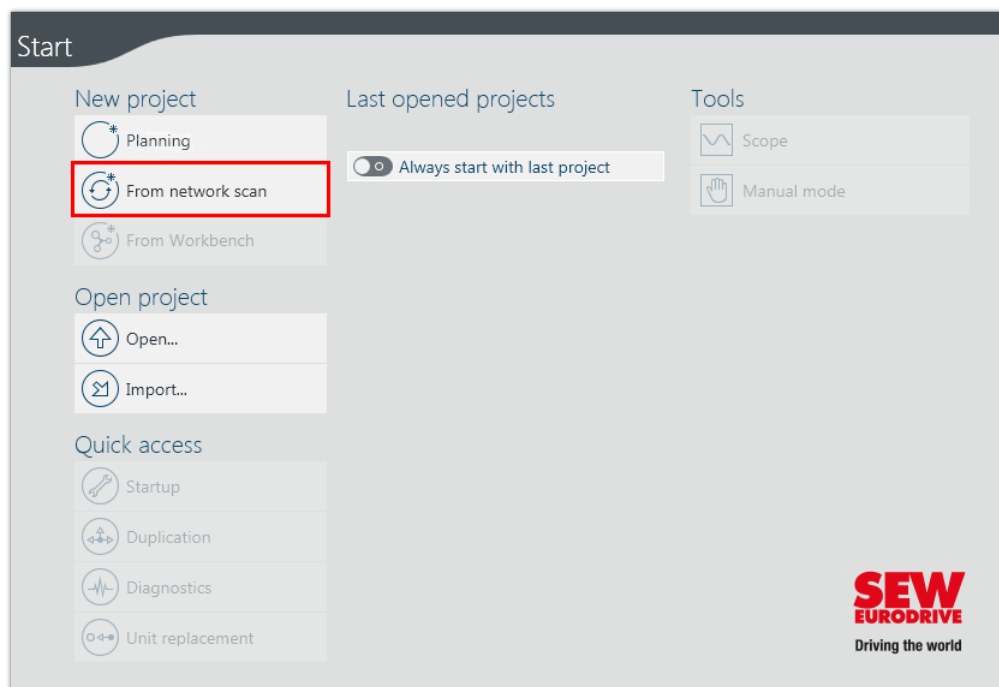 Start
New project
Planning
From network scan
From Workbench
Open project
Open...
Import...
Quick access
Startup
Duplication
Diagnostics
Unit replacement
Last opened projects
Always start with last project
Tools
Scope
Manual mode
SEW
EURODRIVE
Driving the world